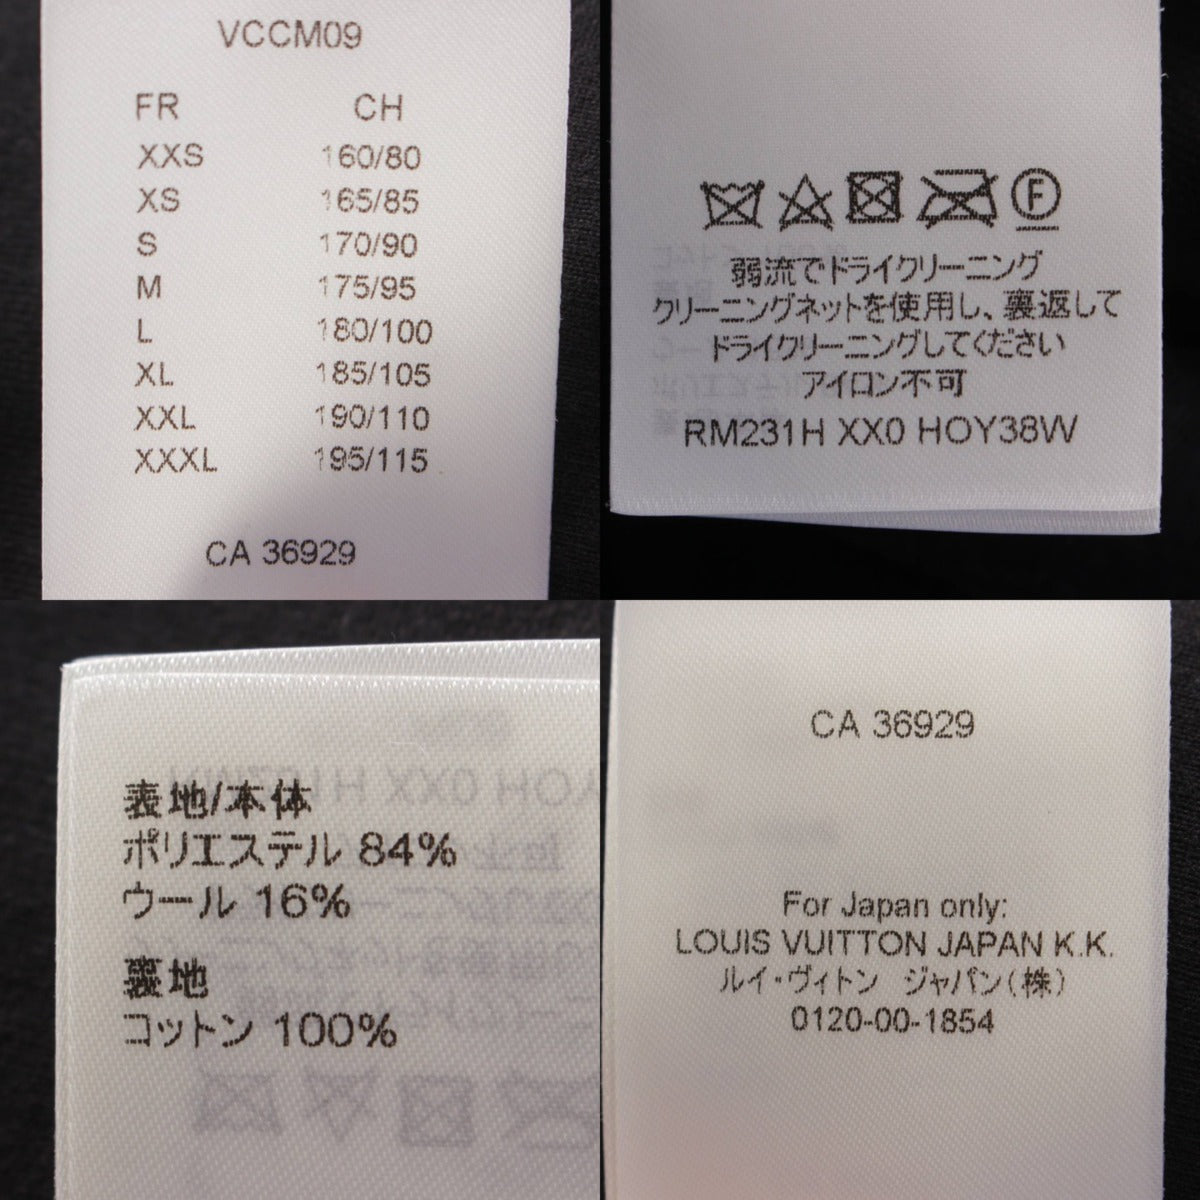 VCCM09
FR CH
XXS 160/80
XS 165/85
S 170/90
M 175/95
L 180/100
XL 185/105
XXL 190/110
XXXL 195/115
CA 36929
F
弱流でドライクリーニング
クリーニングネットを使用し、裏返して
ドライクリーニングしてください
アイロン不可
RM231H XX0 HOY38W
表地/本体
ポリエステル 84%
ウール 16%
裏地
コットン 100%
CA 36929
For Japan only:
LOUIS VUITTON JAPAN K.K.
ルイ・ヴィトン ジャパン(株)
0120-00-1854